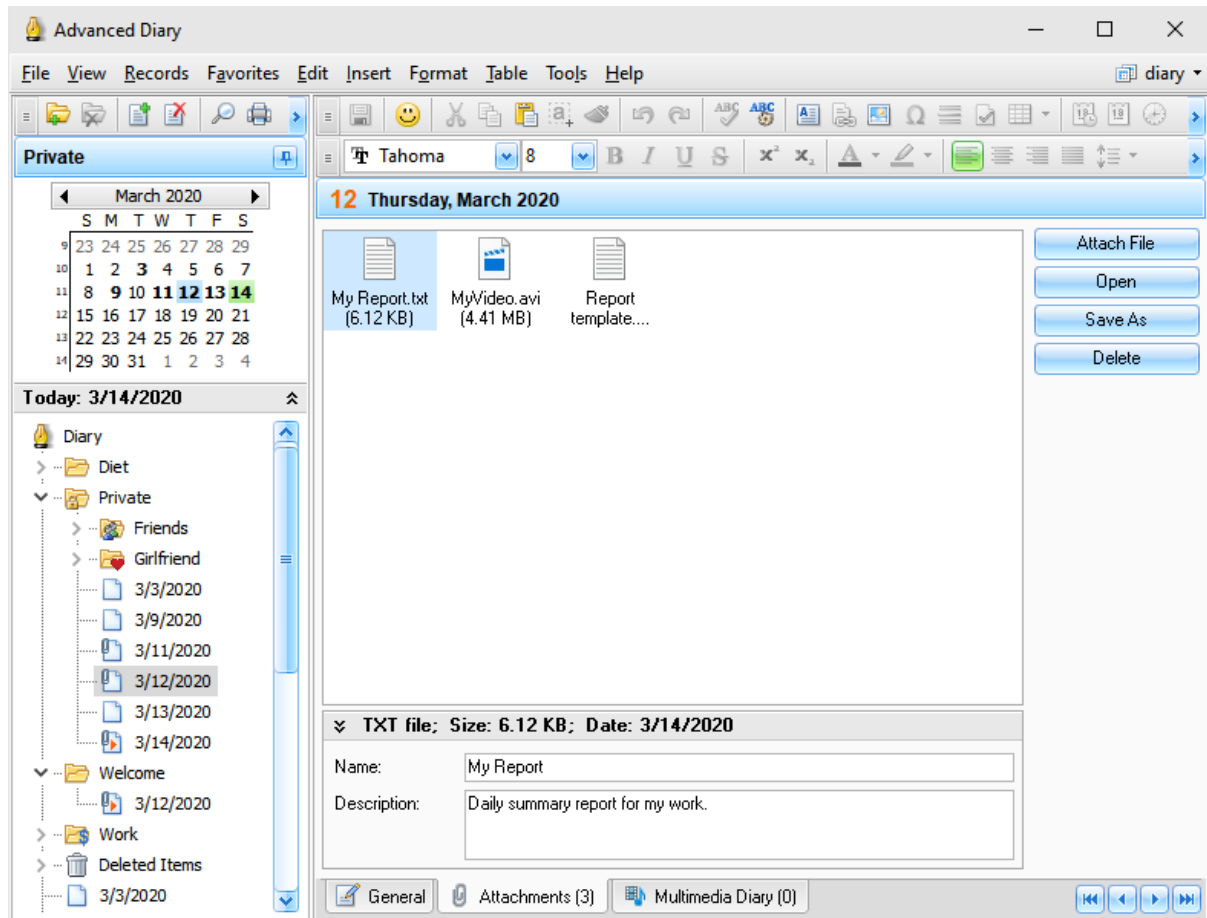 Advanced Diary
File View Records Favorites Edit Insert Format Table Tools Help diary
Private
Tahoma 8 B I U S x² x₂ A
March 2020
12 Thursday, March 2020
S M T W T F S
9 23 24 25 26 27 28 29
10 1 2 3 4 5 6 7
11 8 9 10 11 12 13 14
12 15 16 17 18 19 20 21
13 22 23 24 25 26 27 28
14 29 30 31 1 2 3 4
Today: 3/14/2020
Diary
Diet
Private
Friends
Girlfriend
3/3/2020
3/9/2020
3/11/2020
3/12/2020
3/13/2020
3/14/2020
Welcome
3/12/2020
Work
Deleted Items
3/3/2020
My Report.txt
(6.12 KB)
MyVideo.avi
(4.41 MB)
Report
template....
Attach File
Open
Save As
Delete
TXT file; Size: 6.12 KB; Date: 3/14/2020
Name: My Report
Description: Daily summary report for my work.
General Attachments (3) Multimedia Diary (0)